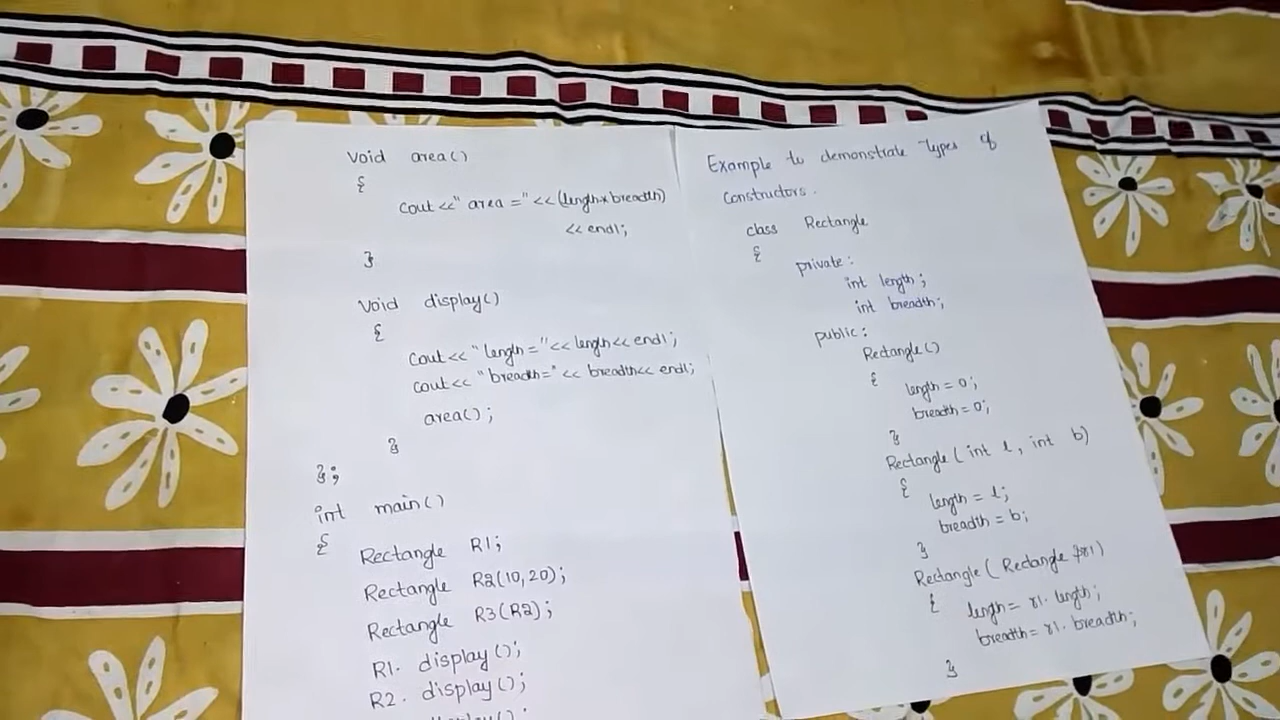 Void area()
{
cout <<" area =" << (length*breadth)
<< endl;
}
Void display()
{
cout<< "length="<< length<< endl;
cout<< "breadth=" << breadth<< endl;
area();
}
};
int main()
{
Rectangle R1;
Rectangle R2(10,20);
Rectangle R3(R2);
R1. display();
R2. display();
display();
Example to demonstrate Types of
Constructors.
class Rectangle
{
private:
int length;
int breadth;
public:
Rectangle()
{
length = 0;
breadth = 0;
}
Rectangle(int l, int b)
{
length = l;
breadth = b;
}
Rectangle(Rectangle
{
length = r1. length;
breadth = r1. breadth;
}